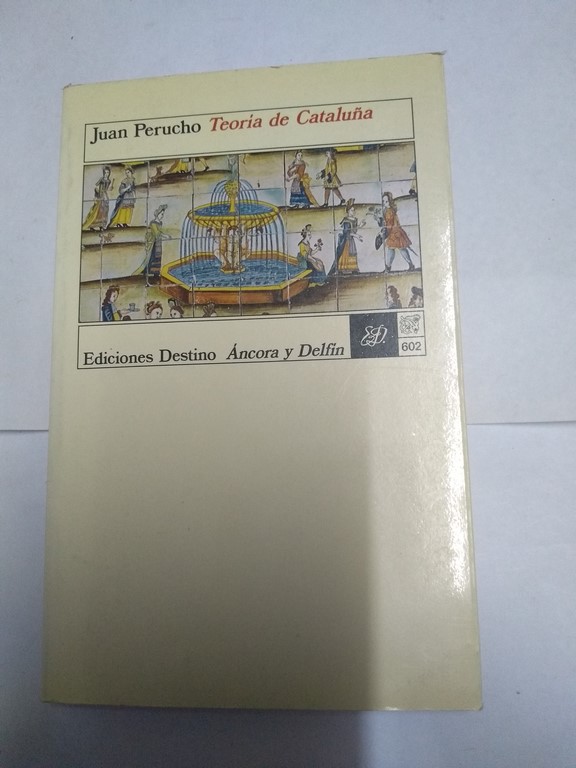 Juan Perucho Teoría de Cataluña
Ediciones Destino Áncora y Delfín
602